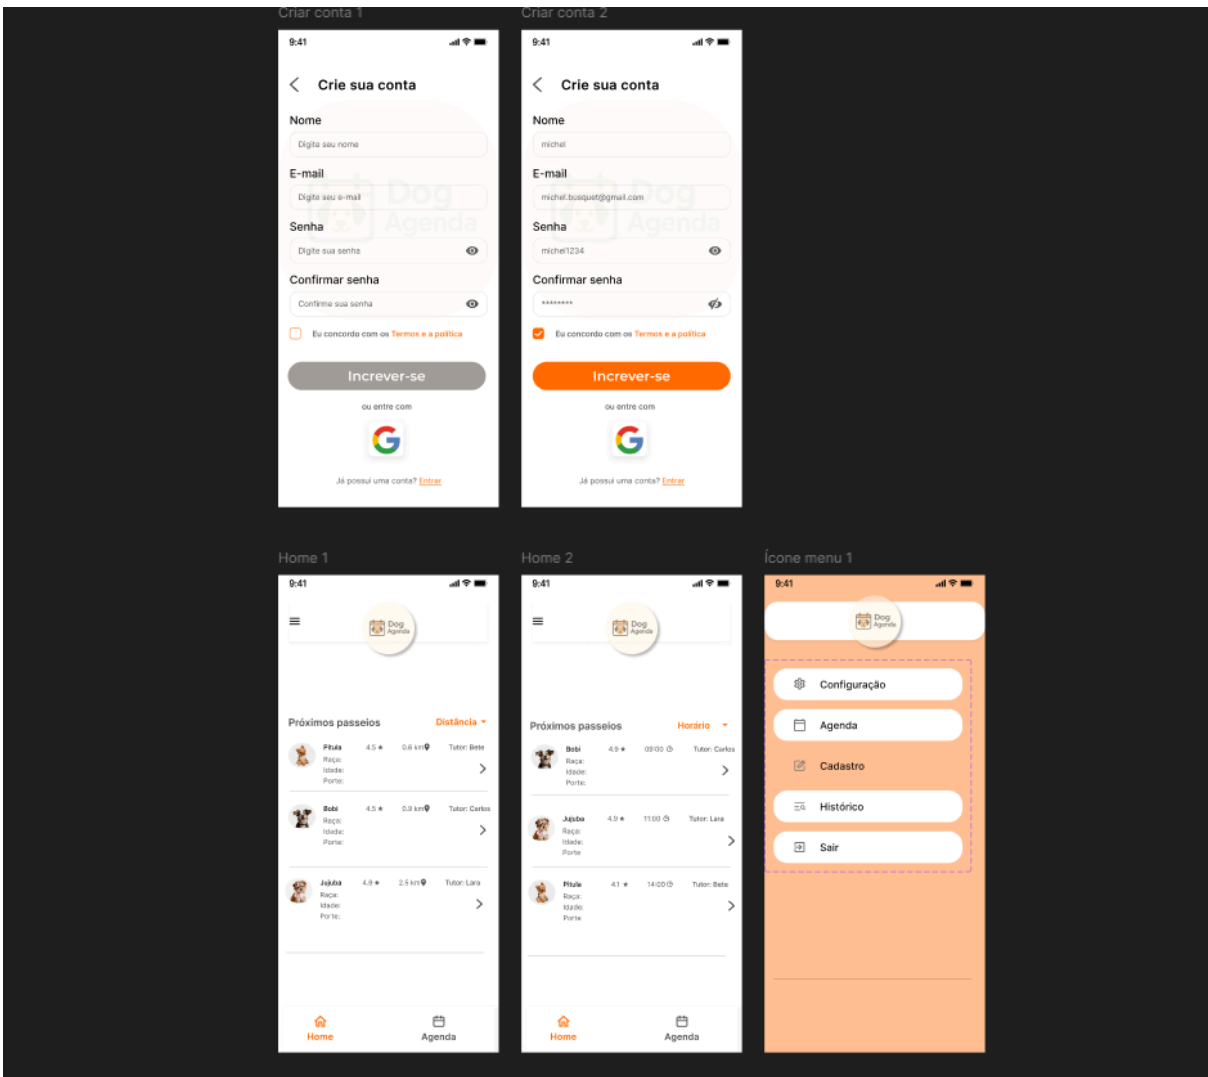 Criar conta 1
9:41
Crie sua conta
Nome
Digite seu nome
E-mail
Digite seu e-mail
Dog
Agenda
Senha
Digite sua senha
Confirmar senha
Confirme sua senha
Eu concordo com os Termos e a política
Increver-se
ou entre com
Já possui uma conta? Entrar
Criar conta 2
9:41
Crie sua conta
Nome
michel
E-mail
michel.busquet@gmail.com
Dog
Agenda
Senha
michel1234
Confirmar senha
********
Eu concordo com os Termos e a política
Increver-se
ou entre com
Já possui uma conta? Entrar
Home 1
9:41
Dog
Agenda
Próximos passeios Distância
Pitula 4.5 ★ 0.6 km Tutor: Bete
Raça:
Idade:
Porte:
Bobi 4.5 ★ 0.9 km Tutor: Carlos
Raça:
Idade:
Porte:
Jujuba 4.9 ★ 2.5 km Tutor: Lara
Raça:
Idade:
Porte:
Home Agenda
Home 2
9:41
Dog
Agenda
Próximos passeios Horário
Bobi 4.9 ★ 09:00 Tutor: Carlos
Raça:
Idade:
Porte:
Jujuba 4.9 ★ 11:00 Tutor: Lara
Raça:
Idade:
Porte
Pitula 4.1 ★ 14:00 Tutor: Bete
Raça:
Idade:
Porte
Home Agenda
Ícone menu 1
9:41
Dog
Agenda
Configuração
Agenda
Cadastro
Histórico
Sair